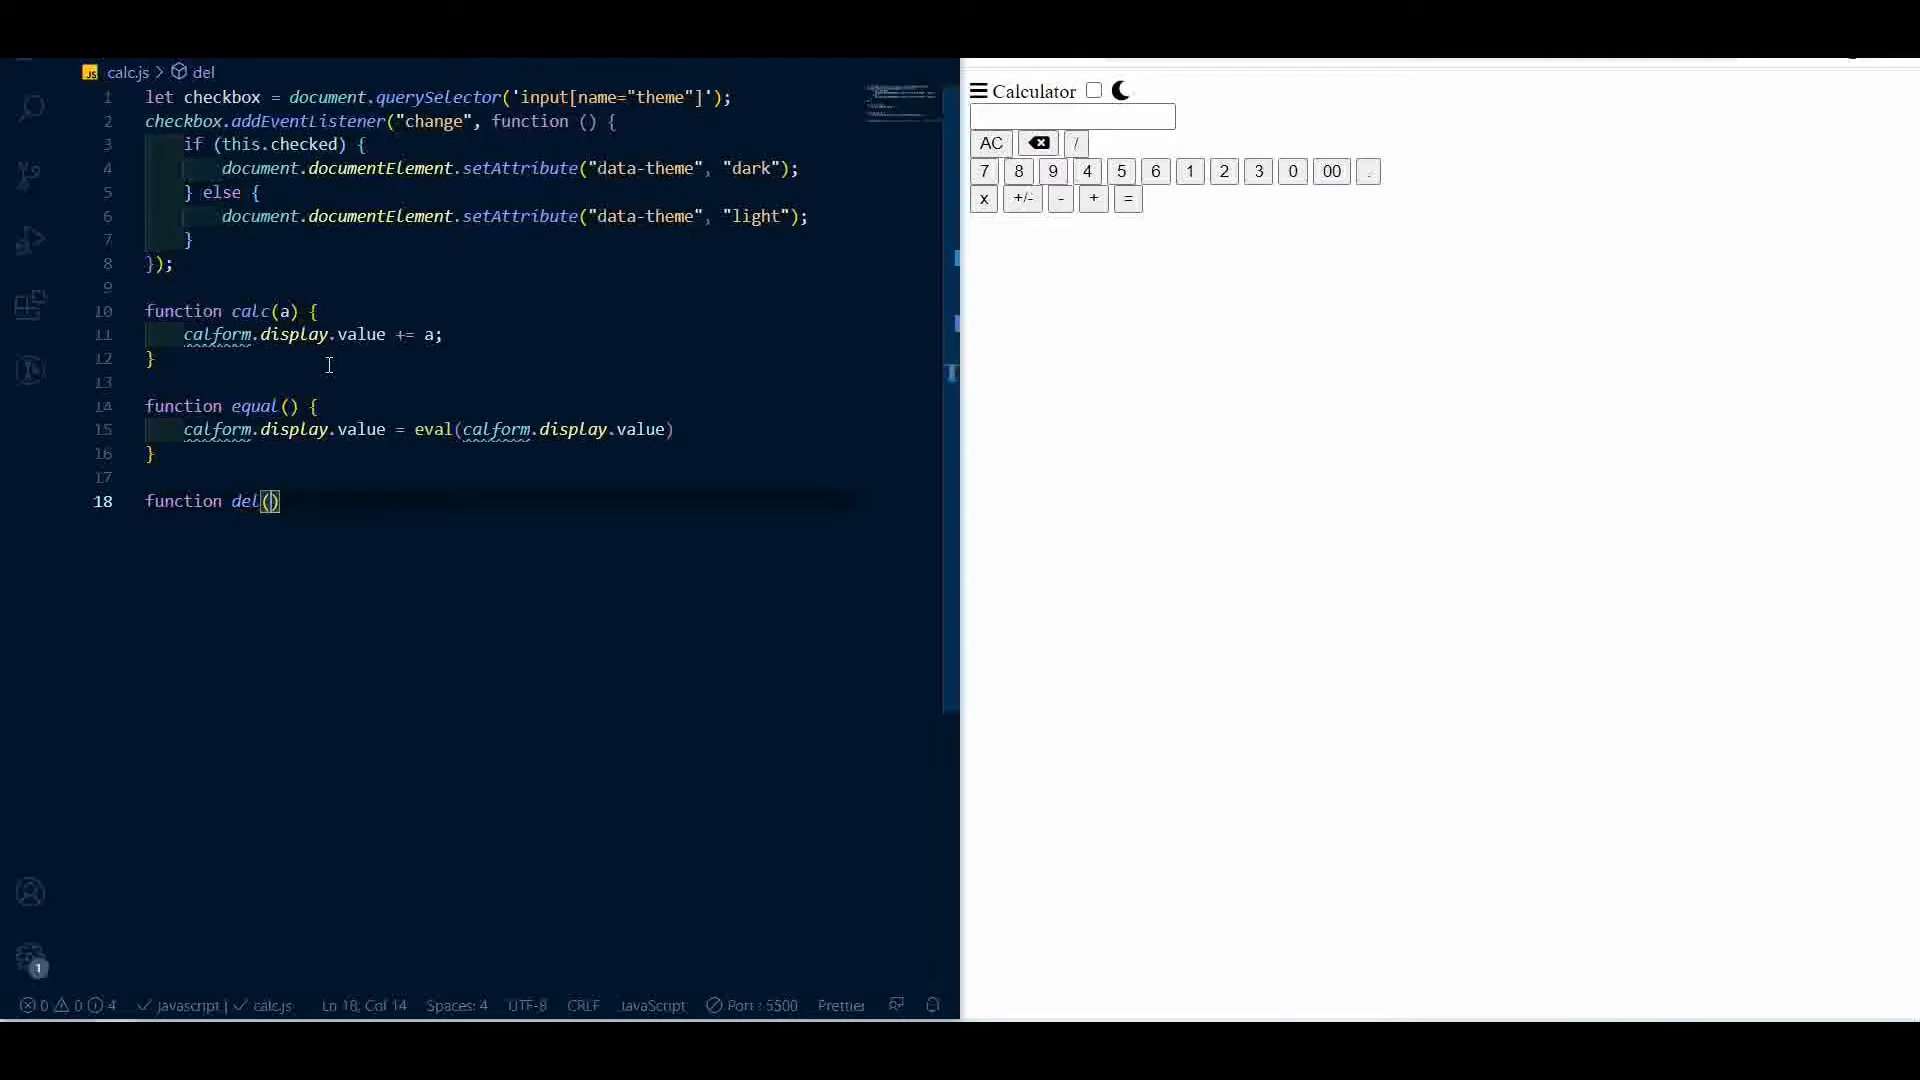 calc.js > del
1 let checkbox = document.querySelector('input[name="theme"]');
2 checkbox.addEventListener("change", function () {
3 if (this.checked) {
4 document.documentElement.setAttribute("data-theme", "dark");
5 } else {
6 document.documentElement.setAttribute("data-theme", "light");
7 }
8 });
9
10 function calc(a) {
11 calform.display.value += a;
12 }
13
14 function equal() {
15 calform.display.value = eval(calform.display.value)
16 }
17
18 function del()
1
0 0 4 Javascript | calc.js Ln 18, Col 14 Spaces: 4 UTF-8 CRLF JavaScript Port : 5500 Prettier
Calculator
AC /
7 8 9 4 5 6 1 2 3 0 00 .
x +/- - + =